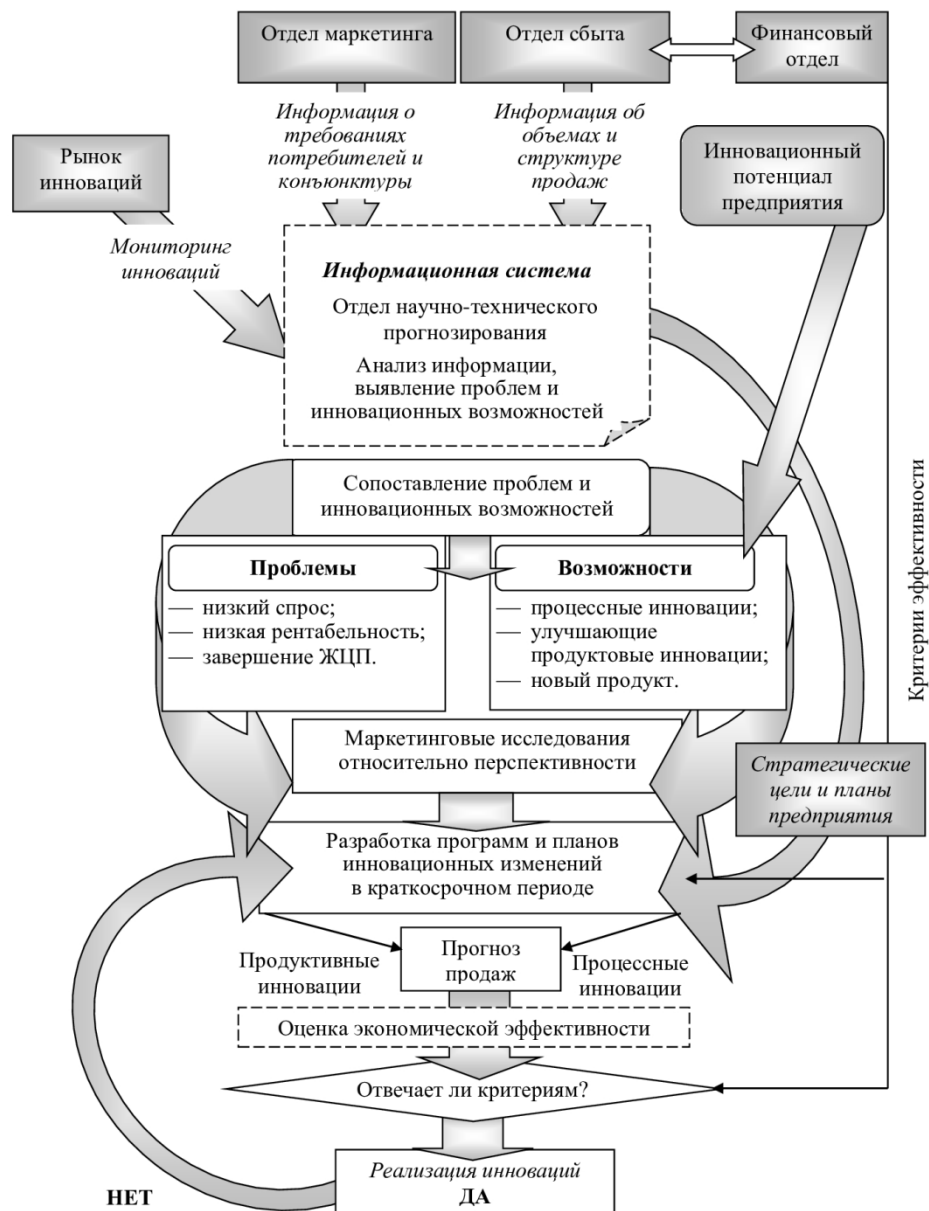 Отдел маркетинга
Отдел сбыта
Финансовый
отдел
Информация о
требованиях
потребителей и
конъюнктуры
Информация об
объемах и
структуре
продаж
Рынок
инноваций
Инновационный
потенциал
предприятия
Мониторинг
инноваций
Информационная система
Отдел научно-технического
прогнозирования
Анализ информации,
выявление проблем и
инновационных возможностей
Критерии эффективности
Сопоставление проблем и
инновационных возможностей
Проблемы
— низкий спрос;
— низкая рентабельность;
— завершение ЖЦП.
Возможности
— процессные инновации;
— улучшающие
продуктовые инновации;
— новый продукт.
Маркетинговые исследования
относительно перспективности
Стратегические
цели и планы
предприятия
Разработка программ и планов
инновационных изменений
в краткосрочном периоде
Продуктивные
инновации
Прогноз
продаж
Процессные
инновации
Оценка экономической эффективности
Отвечает ли критериям?
Реализация инноваций
ДА
НЕТ